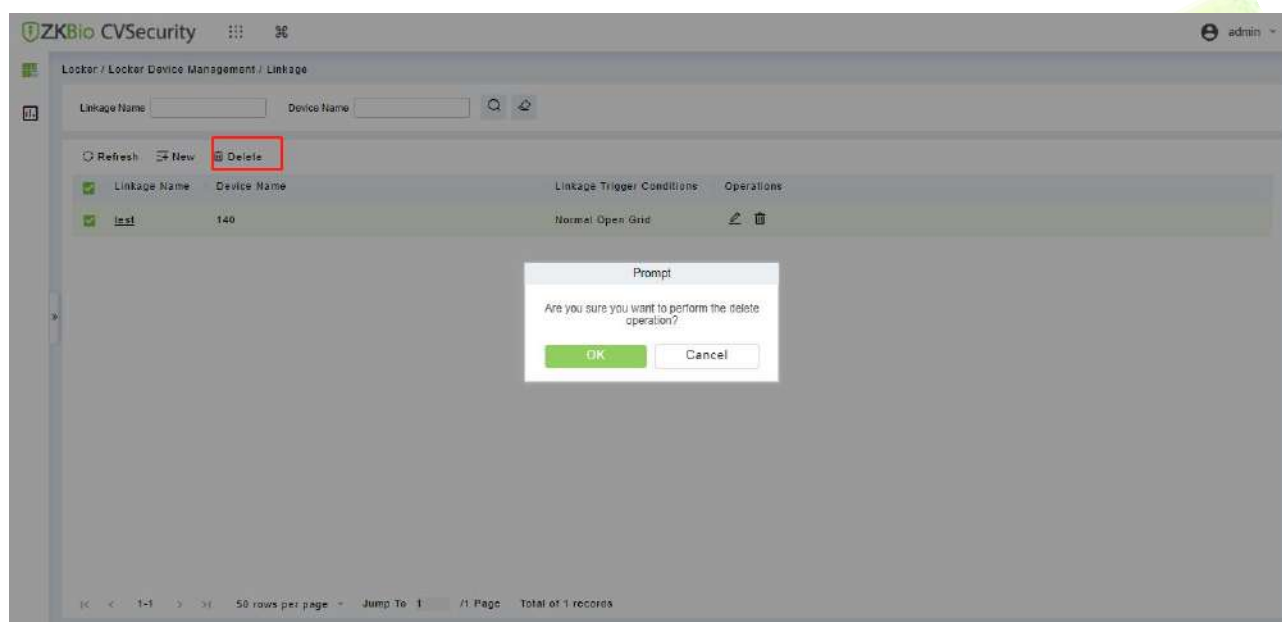 ZKBio CVSecurity
admin
Locker / Locker Device Management / Linkage
Linkage Name
Device Name
Refresh New Delete
Linkage Name Device Name Linkage Trigger Conditions Operations
test 140 Normal Open Grid
Prompt
Are you sure you want to perform the delete
operation?
OK Cancel
|< < 1-1 > >| 50 rows per page Jump To 1 /1 Page Total of 1 records